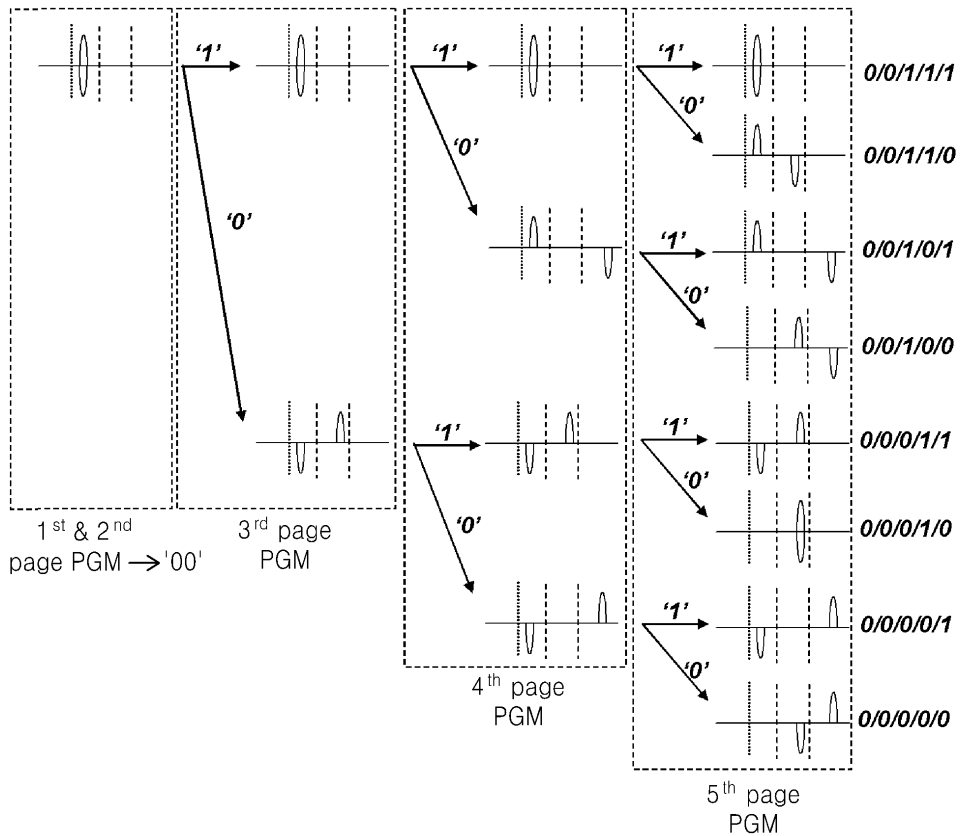 ‘1’ ‘1’ ‘1’ 0/0/1/1/1
‘0’
‘0’ 0/0/1/1/0
‘0’ ‘1’ 0/0/1/0/1
‘0’
0/0/1/0/0
‘1’ ‘1’ 0/0/0/1/1
‘0’
‘0’ 0/0/0/1/0
1st & 2nd
page PGM → '00'
3rd page
PGM
‘1’ 0/0/0/0/1
‘0’
4th page
PGM
0/0/0/0/0
5th page
PGM